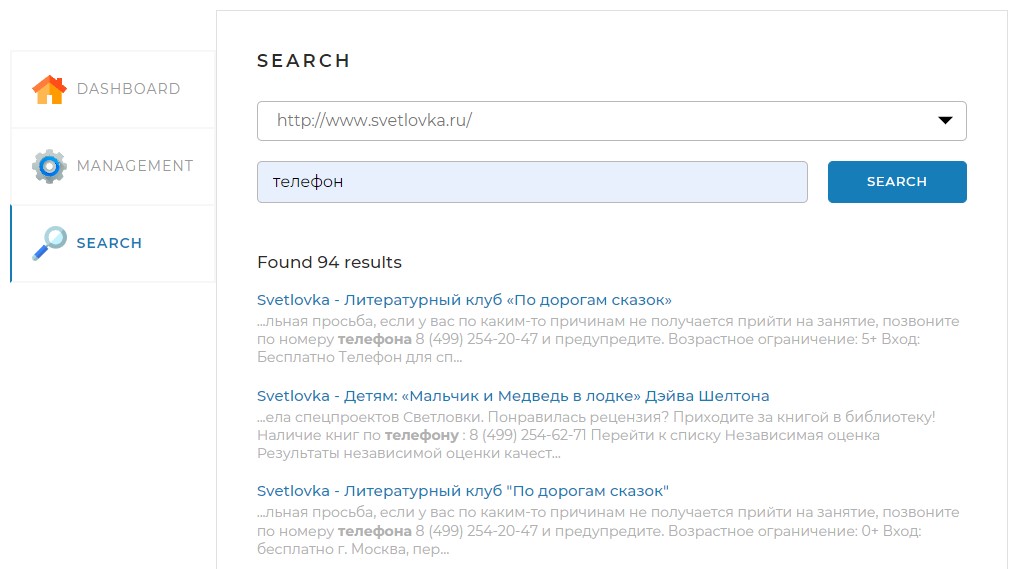 SEARCH
DASHBOARD
http://www.svetlovka.ru/
MANAGEMENT
телефон
SEARCH
SEARCH
Found 94 results
Svetlovka - Литературный клуб «По дорогам сказок»
...льная просьба, если у вас по каким-то причинам не получается прийти на занятие, позвоните
по номеру телефона 8 (499) 254-20-47 и предупредите. Возрастное ограничение: 5+ Вход:
Бесплатно Телефон для сп...
Svetlovka - Детям: «Мальчик и Медведь в лодке» Дэйва Шелтона
...ела спецпроектов Светловки. Понравилась рецензия? Приходите за книгой в библиотеку!
Наличие книг по телефону : 8 (499) 254-62-71 Перейти к списку Независимая оценка
Результаты независимой оценки качест...
Svetlovka - Литературный клуб "По дорогам сказок"
...льная просьба, если у вас по каким-то причинам не получается прийти на занятие, позвоните
по номеру телефона 8 (499) 254-20-47 и предупредите. Возрастное ограничение: 0+ Вход:
бесплатно г. Москва, пер...